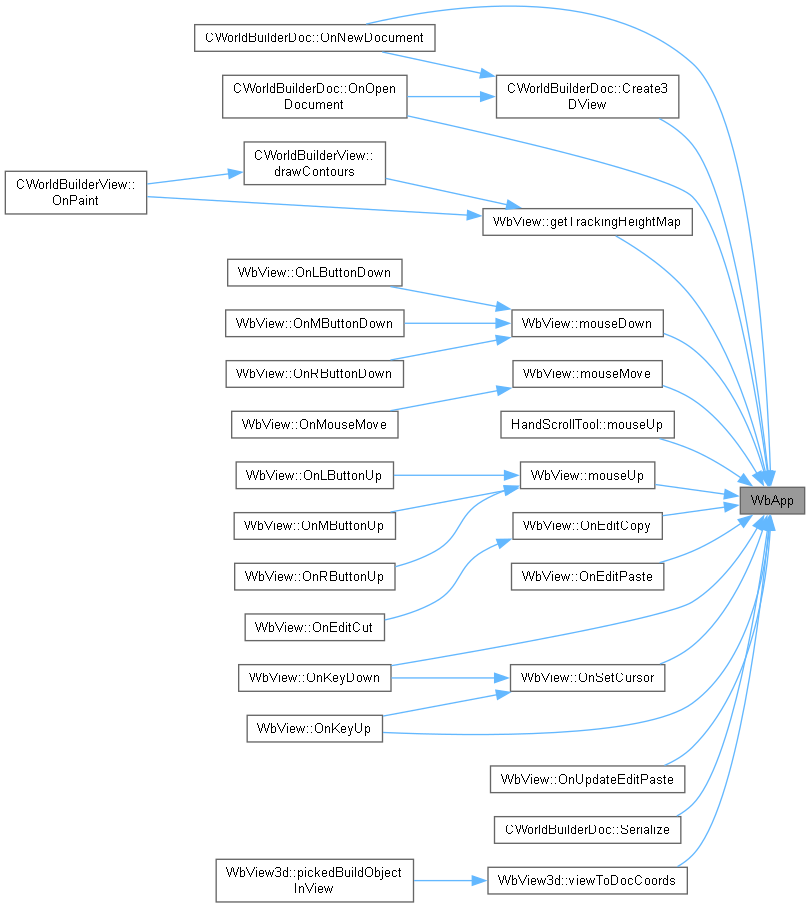 CWorldBuilderDoc::OnNewDocument
CWorldBuilderDoc::OnOpen
Document
CWorldBuilderDoc::Create3
DView
CWorldBuilderView::
drawContours
CWorldBuilderView::
OnPaint
WbView::getTrackingHeightMap
WbView::OnLButtonDown
WbView::OnMButtonDown
WbView::mouseDown
WbView::OnRButtonDown
WbView::mouseMove
WbView::OnMouseMove
HandScrollTool::mouseUp
WbView::OnLButtonUp
WbView::mouseUp
WbApp
WbView::OnMButtonUp
WbView::OnEditCopy
WbView::OnRButtonUp
WbView::OnEditPaste
WbView::OnEditCut
WbView::OnKeyDown
WbView::OnSetCursor
WbView::OnKeyUp
WbView::OnUpdateEditPaste
CWorldBuilderDoc::Serialize
WbView3d::pickedBuildObject
InView
WbView3d::viewToDocCoords